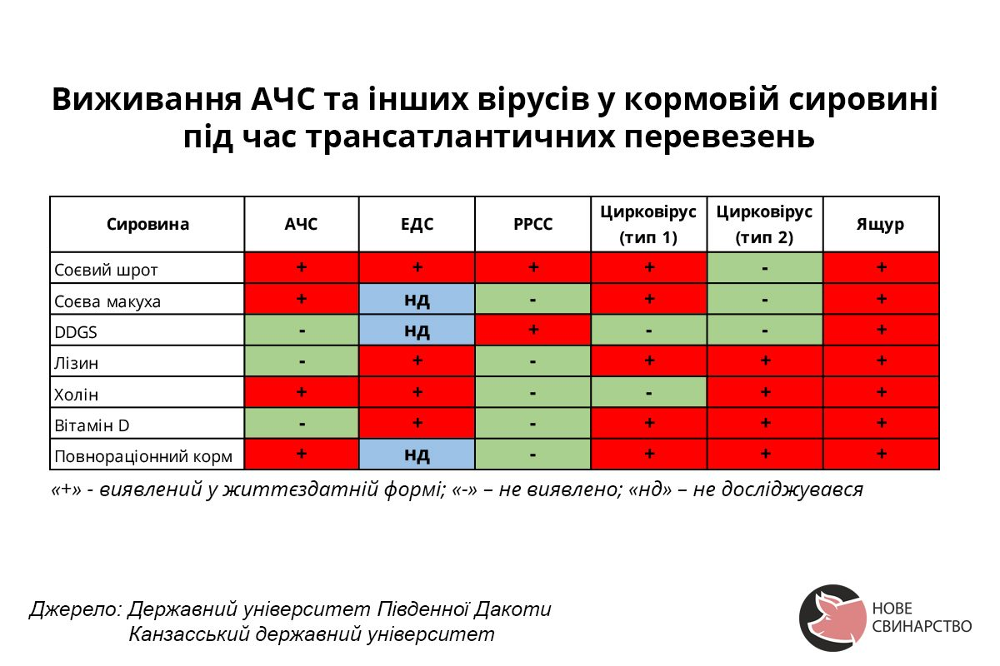 Виживання АЧС та інших вірусів у кормовій сировині
під час трансатлантичних перевезень
Сировина АЧС ЕДС РРСС Цирковірус (тип 1) Цирковірус (тип 2) Ящур
Соєвий шрот + + + + - +
Соєва макуха + нд - + - +
DDGS - нд + - - +
Лізин - + - + + +
Холін + + - - + +
Вітамін D - + - + + +
Повнораціонний корм + нд - + + +
«+» - виявлений у життєздатній формі; «-» – не виявлено; «нд» – не досліджувався
Джерело: Державний університет Південної Дакоти
Канзасський державний університет
НОВЕ
СВИНАРСТВО